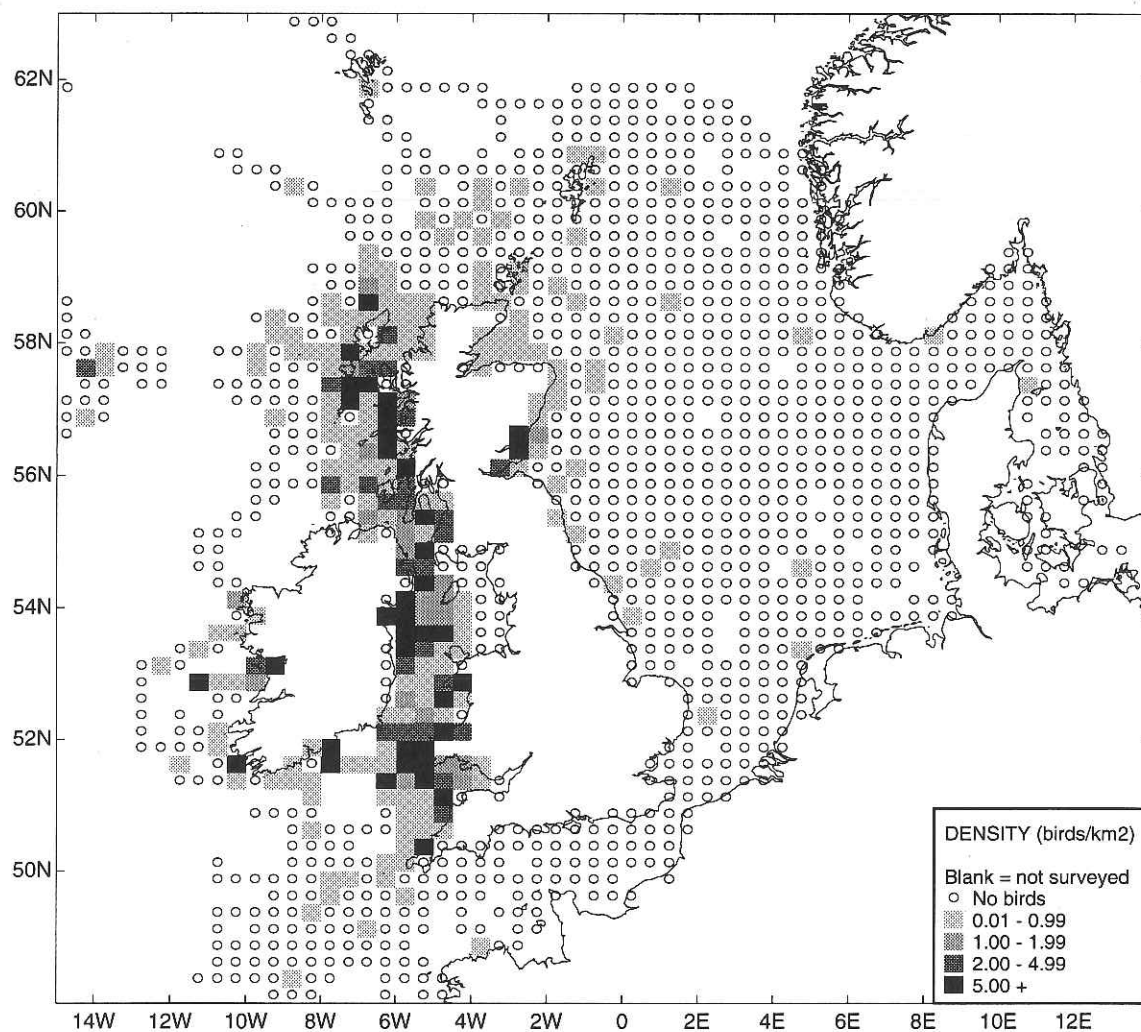 62N
60N
58N
56N
54N
52N
50N
DENSITY (birds/km2)
Blank = not surveyed
No birds
0.01 - 0.99
1.00 - 1.99
2.00 - 4.99
5.00 +
14W 12W 10W 8W 6W 4W 2W 0 2E 4E 6E 8E 10E 12E